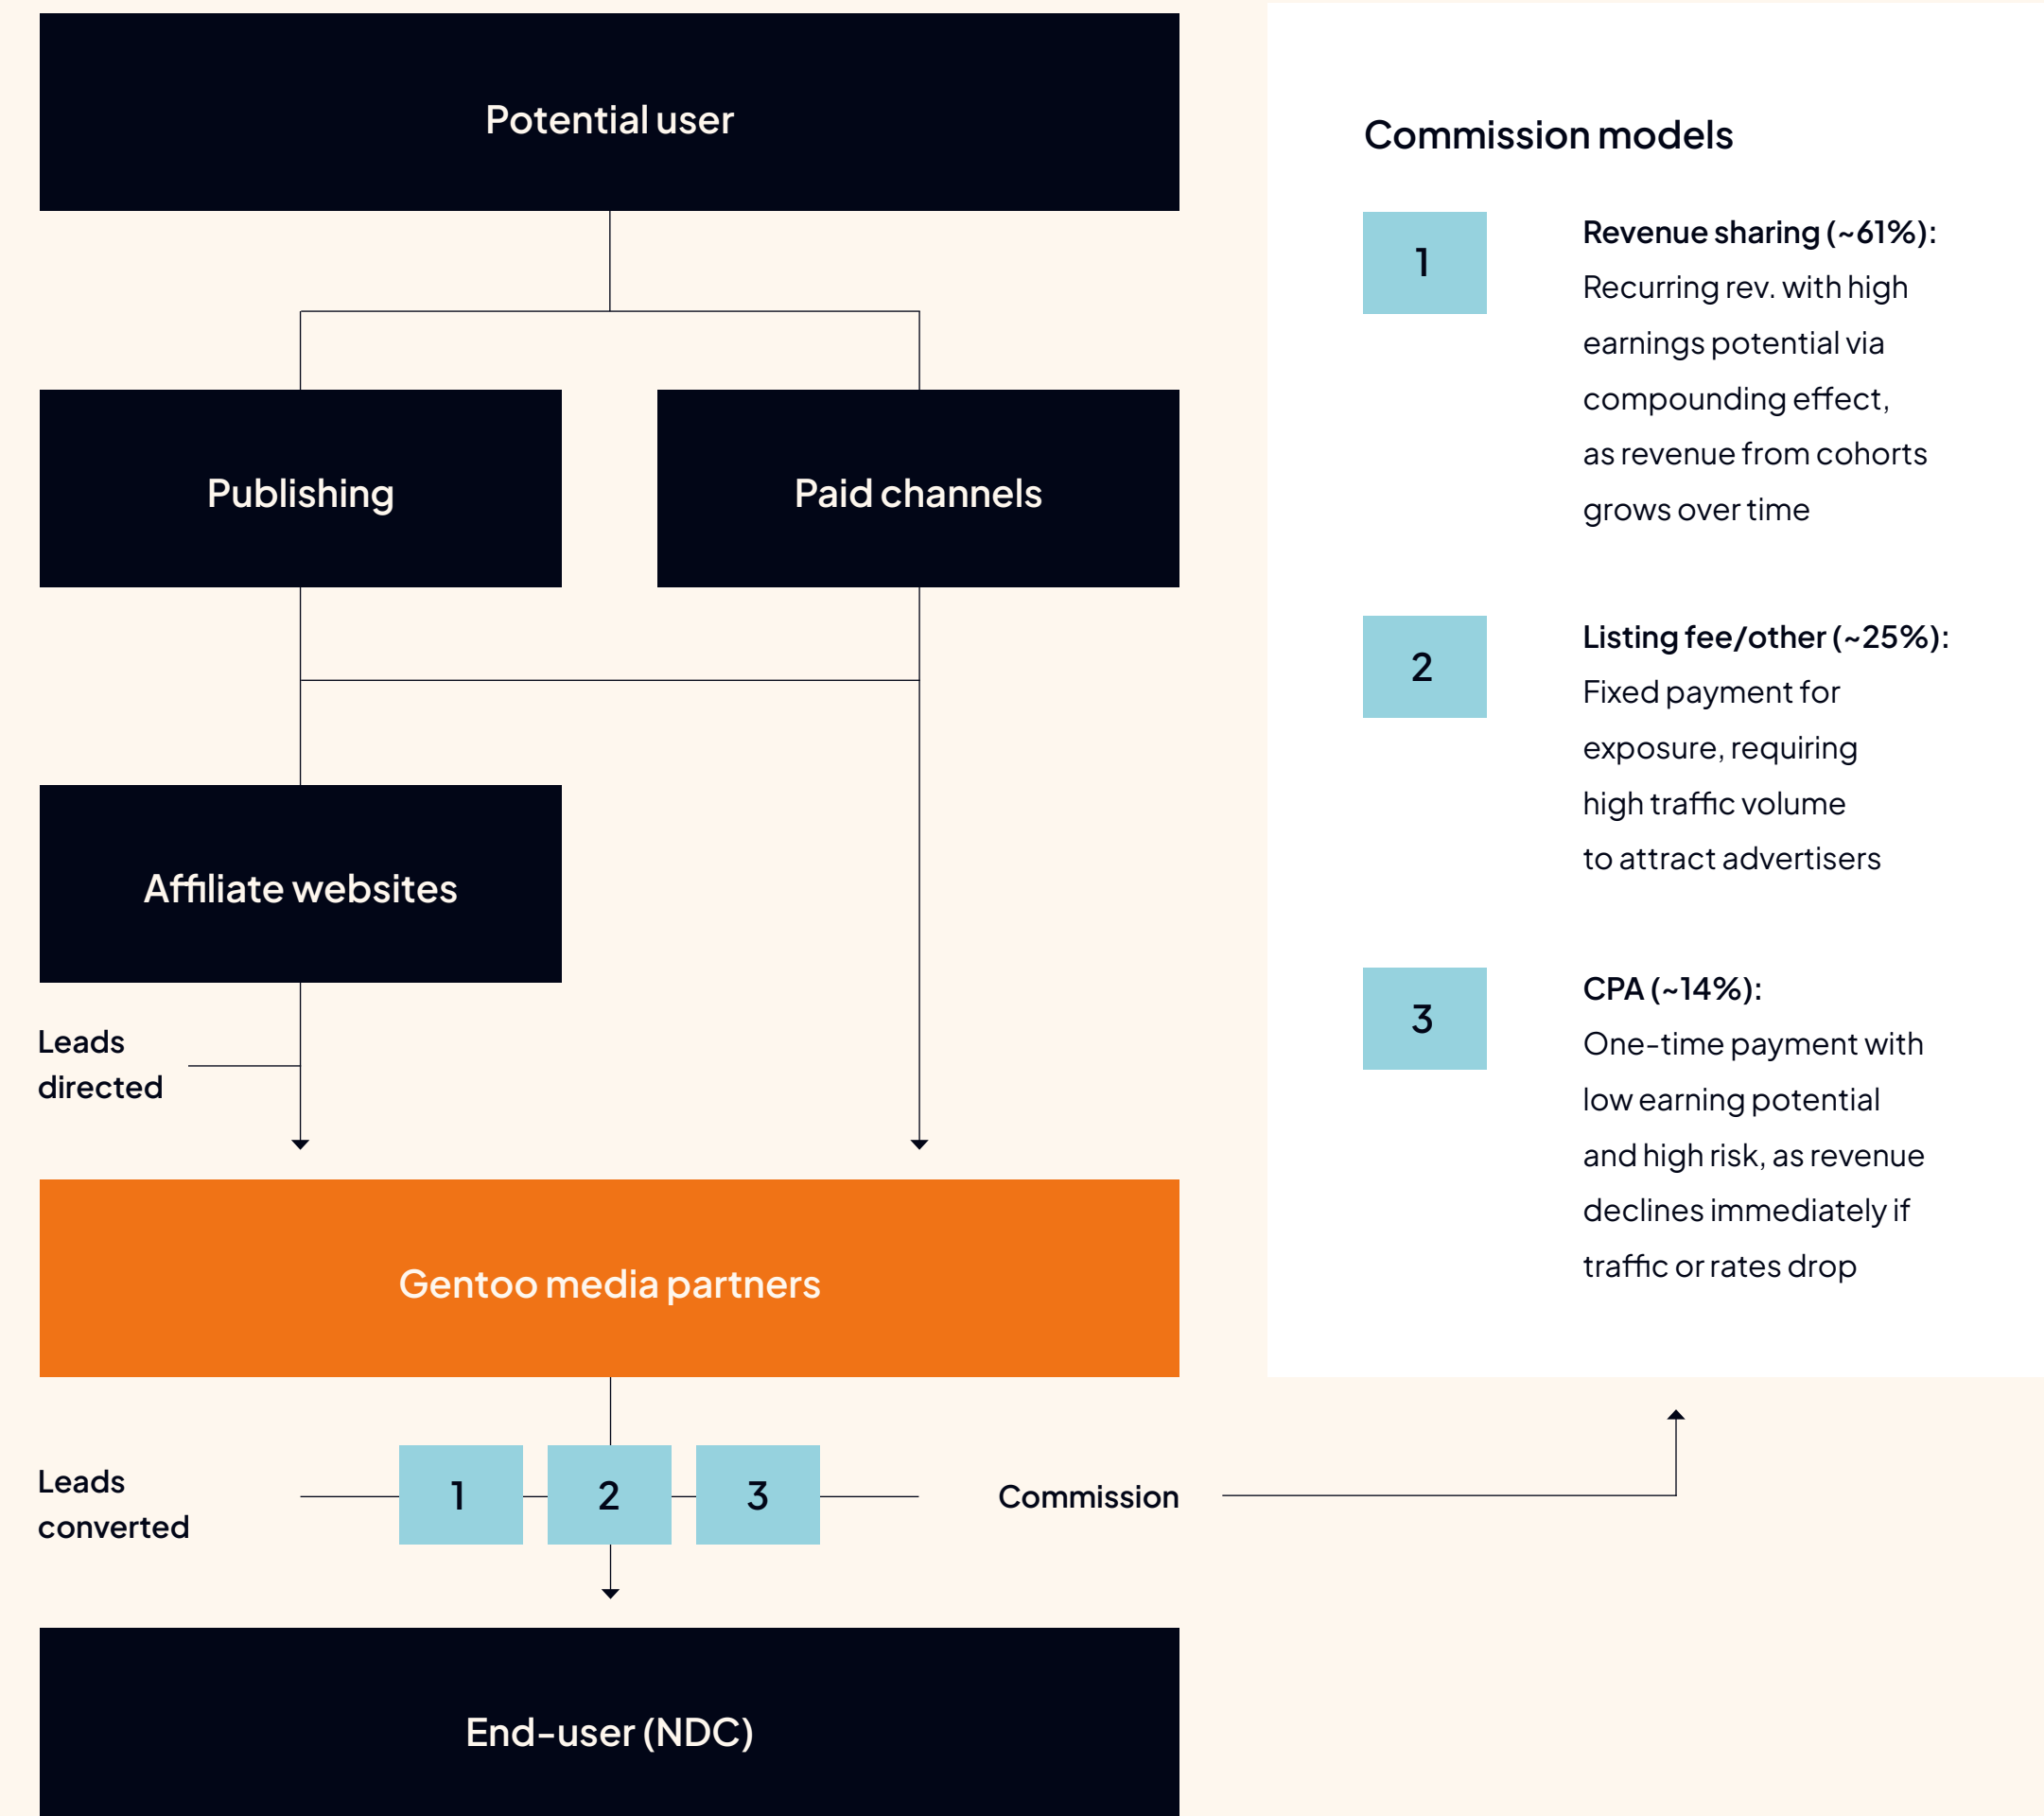 Potential user
Publishing
Paid channels
Affiliate websites
Leads
directed
Gentoo media partners
Leads
converted
1
2
3
Commission
End-user (NDC)
Commission models
1
Revenue sharing (~61%):
Recurring rev. with high
earnings potential via
compounding effect,
as revenue from cohorts
grows over time
2
Listing fee/other (~25%):
Fixed payment for
exposure, requiring
high traffic volume
to attract advertisers
3
CPA (~14%):
One-time payment with
low earning potential
and high risk, as revenue
declines immediately if
traffic or rates drop